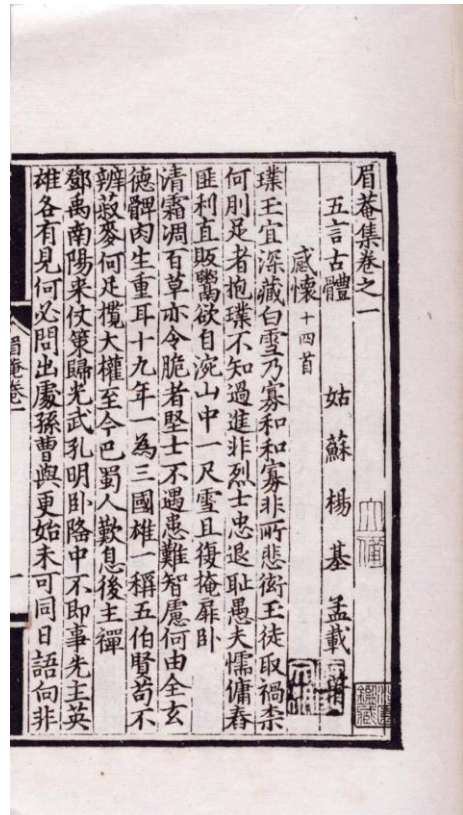 眉菴集卷之一
五言古體　姑蘇楊基孟載
感懷十四首
璞玉宜深藏白雪乃寡和和寡非所悲衒玉徒取禍柰
何刖足者抱璞不知過進非烈士忠退恥愚夫懦傭舂
匪利直販鬻欲自涴山中一尺雪且復掩扉卧
清霜凋百草亦令脆者堅士不遇患難智慮何由全玄
德髀肉生重耳十九年一為三國雄一稱五伯賢茍不
辨菽麥何足攬大權至今巴蜀人歎息後主禪
鄧禹南陽来仗策歸光武孔明卧隆中不即事先主英
雄各有見何必問出處孫曹與更始未可同日語向非
眉菴卷一
一